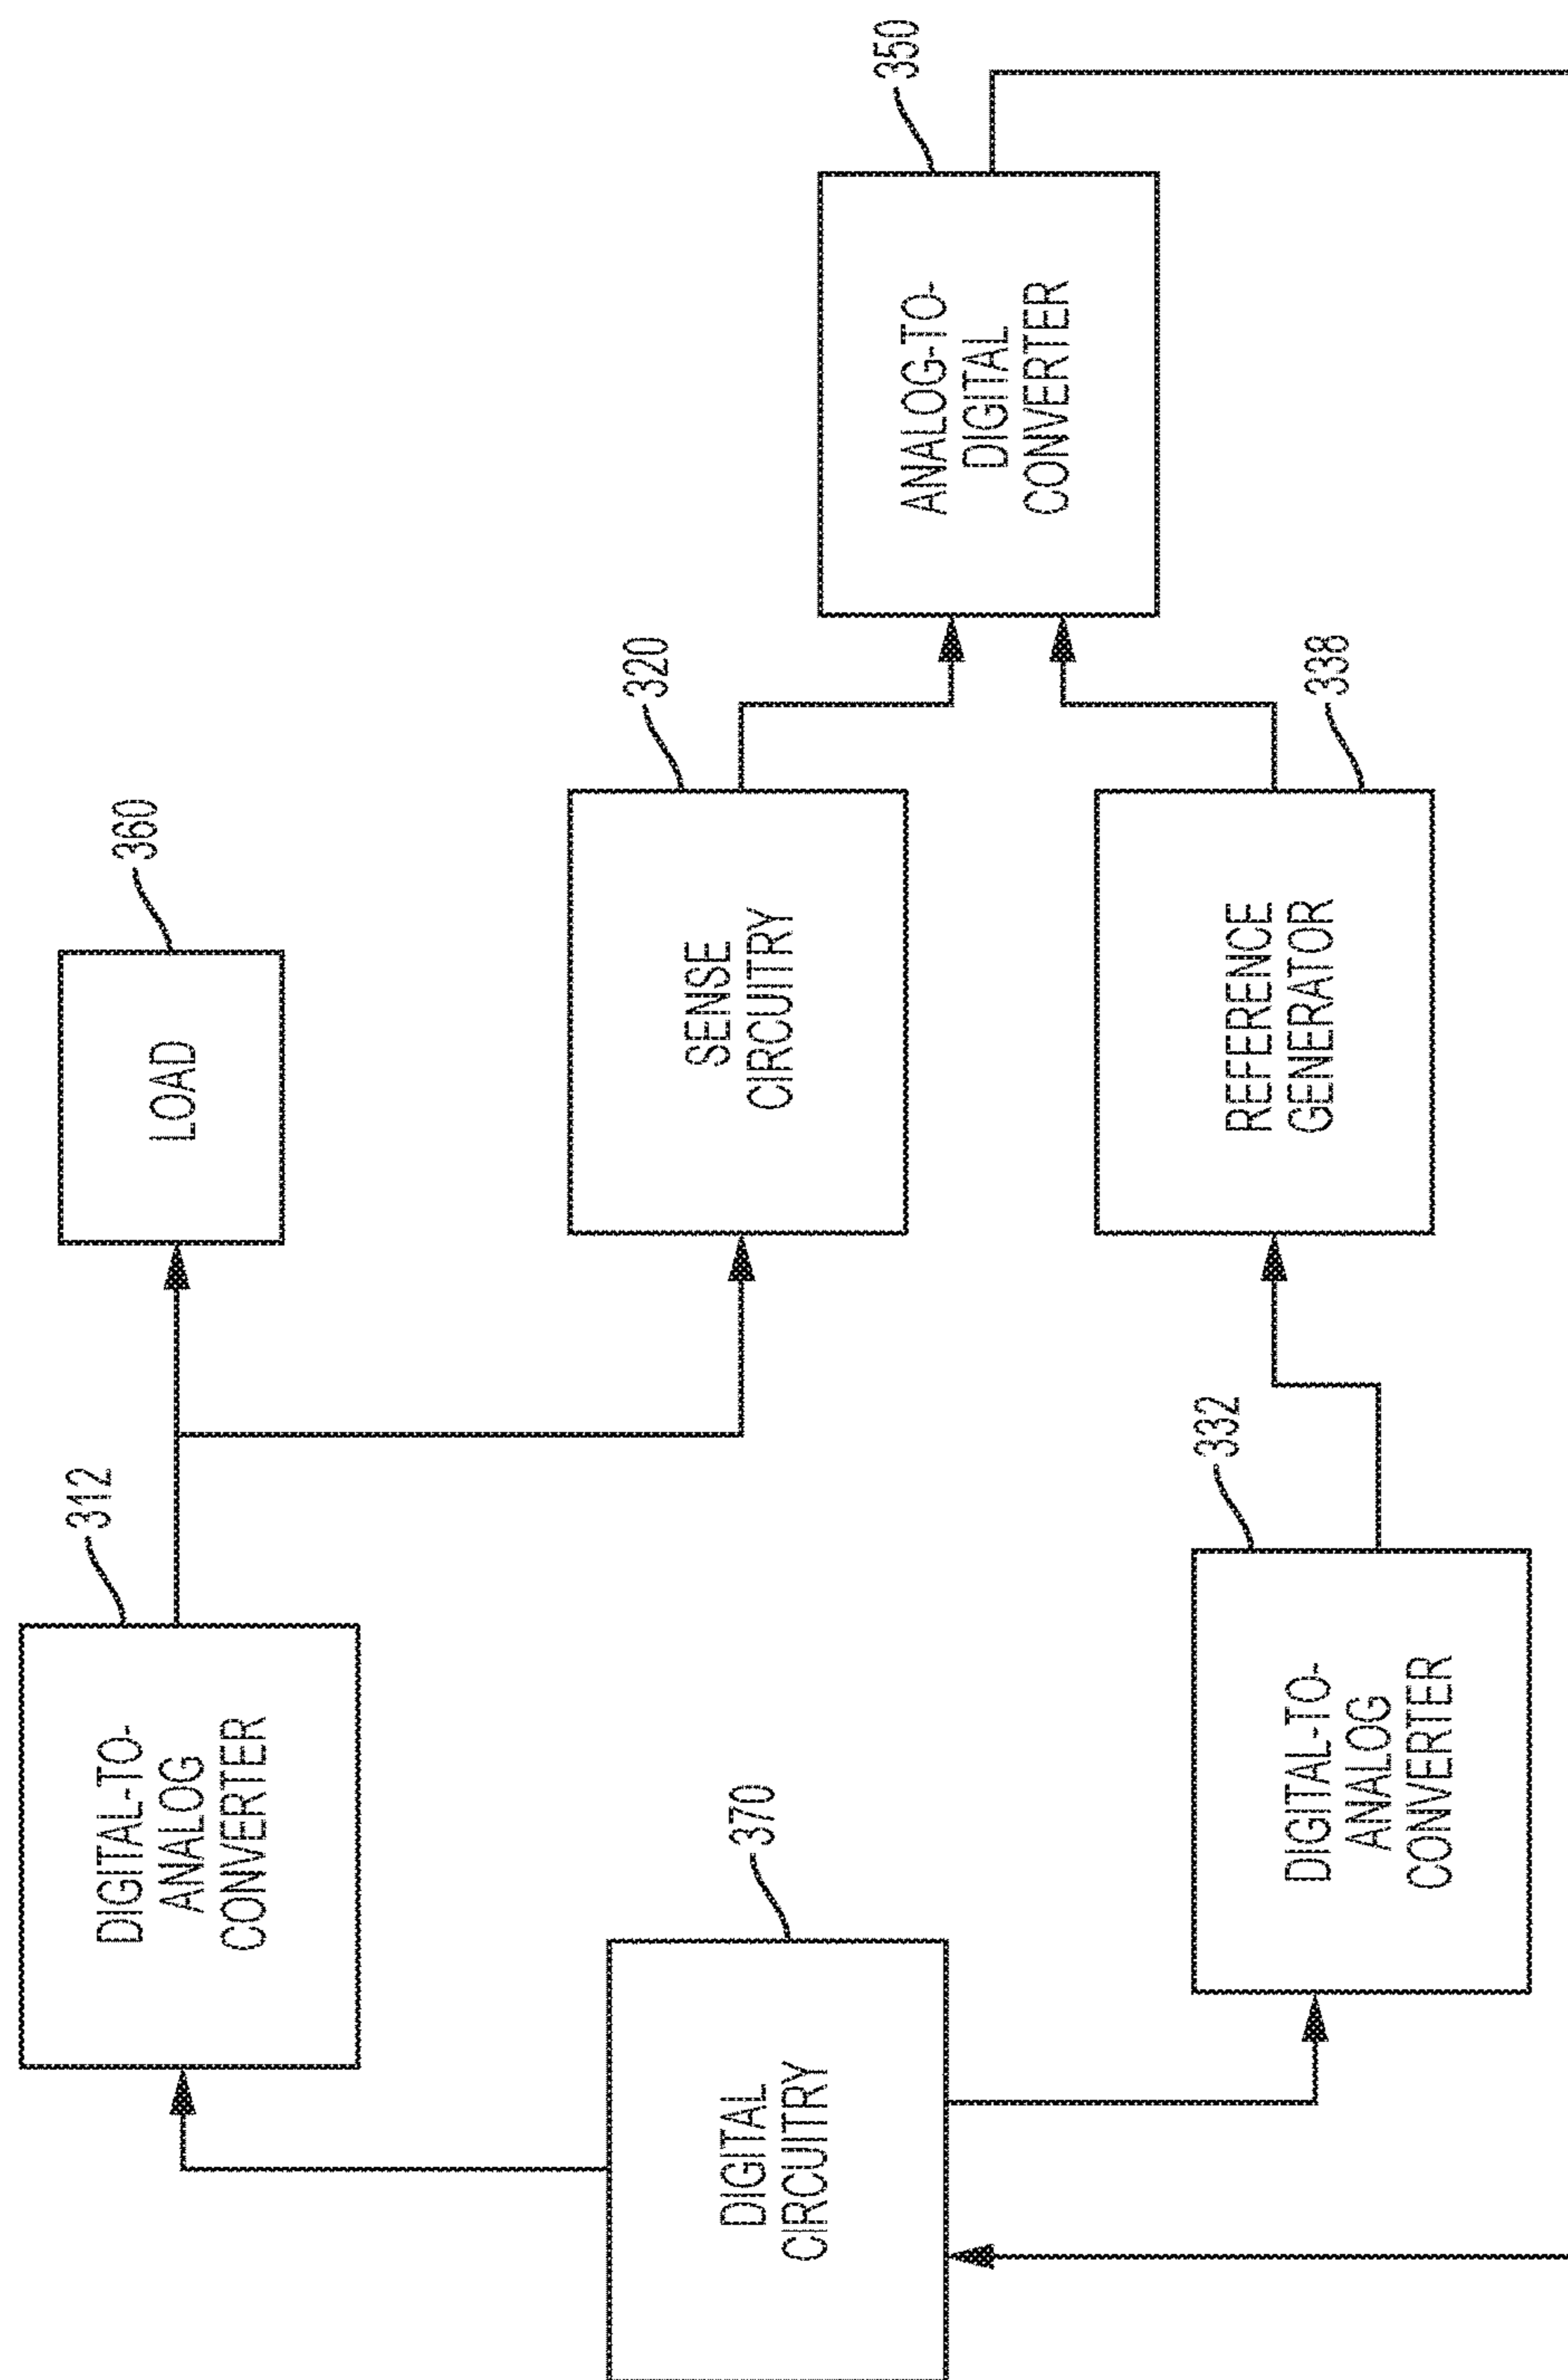 312
DIGITAL-TO-
ANALOG
CONVERTER
360
LOAD
370
DIGITAL
CIRCUITRY
320
SENSE
CIRCUITRY
350
ANALOG-TO-
DIGITAL
CONVERTER
332
DIGITAL-TO-
ANALOG
CONVERTER
338
REFERENCE
GENERATOR